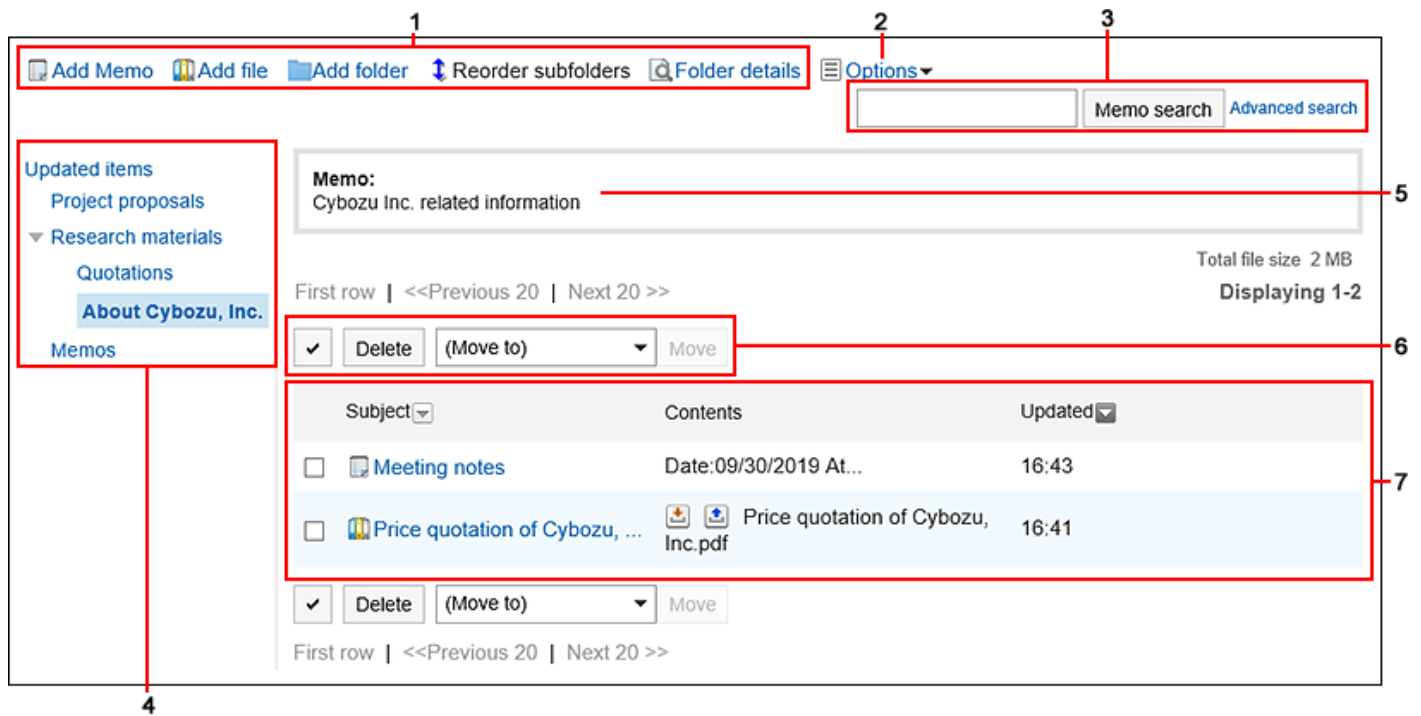 1
2
3
Add Memo Add file Add folder Reorder subfolders Folder details Options
Memo search Advanced search
Updated items
Project proposals
Research materials
Quotations
About Cybozu, Inc.
Memos
4
Memo:
Cybozu Inc. related information
5
Total file size 2 MB
First row | <<Previous 20 | Next 20 >>
Displaying 1-2
Delete (Move to) Move
6
Subject Contents Updated
Meeting notes Date:09/30/2019 At... 16:43
7
Price quotation of Cybozu, ... Price quotation of Cybozu, 16:41
Inc.pdf
Delete (Move to) Move
First row | <<Previous 20 | Next 20 >>